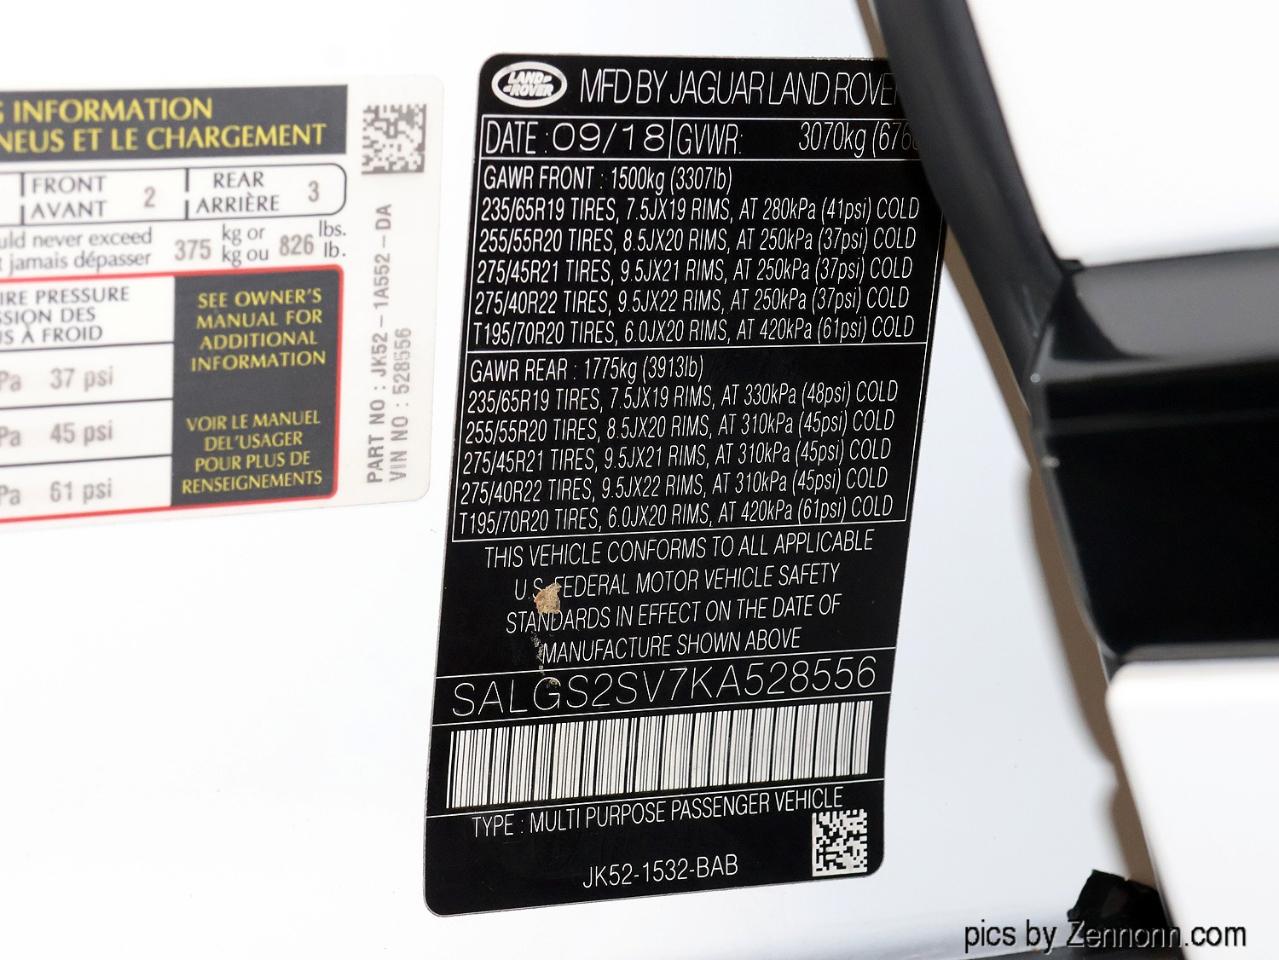 G INFORMATION
NEUS ET LE CHARGEMENT
FRONT
AVANT
2
REAR
ARRIÈRE
3
never exceed
jamais dépasser
375
kg or
kg ou
826
lbs.
lb.
PRESSURE
DES
À FROID
37 psi
45 psi
61 psi
SEE OWNER'S
MANUAL FOR
ADDITIONAL
INFORMATION
VOIR LE MANUEL
DEL'USAGER
POUR PLUS DE
RENSEIGNEMENTS
PART NO : JK52-1A552-DA
VIN NO : 528556
LAND
ROVER
MFD BY JAGUAR LAND ROVE
DATE : 09/18 GVWR: 3070kg (676
GAWR FRONT : 1500kg (3307lb)
235/65R19 TIRES, 7.5JX19 RIMS, AT 280kPa (41psi) COLD
255/55R20 TIRES, 8.5JX20 RIMS, AT 250kPa (37psi) COLD
275/45R21 TIRES, 9.5JX21 RIMS, AT 250kPa (37psi) COLD
275/40R22 TIRES, 9.5JX22 RIMS, AT 250kPa (37psi) COLD
T195/70R20 TIRES, 6.0JX20 RIMS, AT 420kPa (61psi) COLD
GAWR REAR : 1775kg (3913lb)
235/65R19 TIRES, 7.5JX19 RIMS, AT 330kPa (48psi) COLD
255/55R20 TIRES, 8.5JX20 RIMS, AT 310kPa (45psi) COLD
275/45R21 TIRES, 9.5JX21 RIMS, AT 310kPa (45psi) COLD
275/40R22 TIRES, 9.5JX22 RIMS, AT 310kPa (45psi) COLD
T195/70R20 TIRES, 6.0JX20 RIMS, AT 420kPa (61psi) COLD
THIS VEHICLE CONFORMS TO ALL APPLICABLE
U.S. FEDERAL MOTOR VEHICLE SAFETY
STANDARDS IN EFFECT ON THE DATE OF
MANUFACTURE SHOWN ABOVE
SALGS2SV7KA528556
TYPE : MULTI PURPOSE PASSENGER VEHICLE
JK52-1532-BAB
pics by Zennonn.com